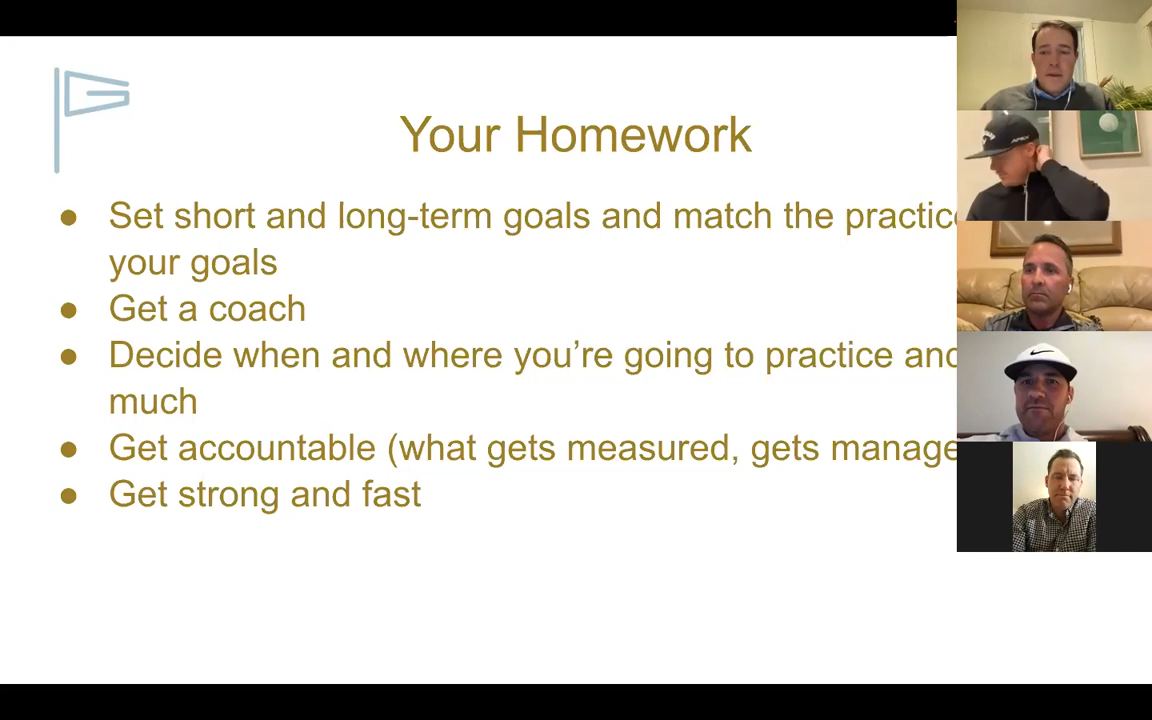 Your Homework
● Set short and long-term goals and match the practice
your goals
● Get a coach
● Decide when and where you’re going to practice and
much
● Get accountable (what gets measured, gets manage
● Get strong and fast